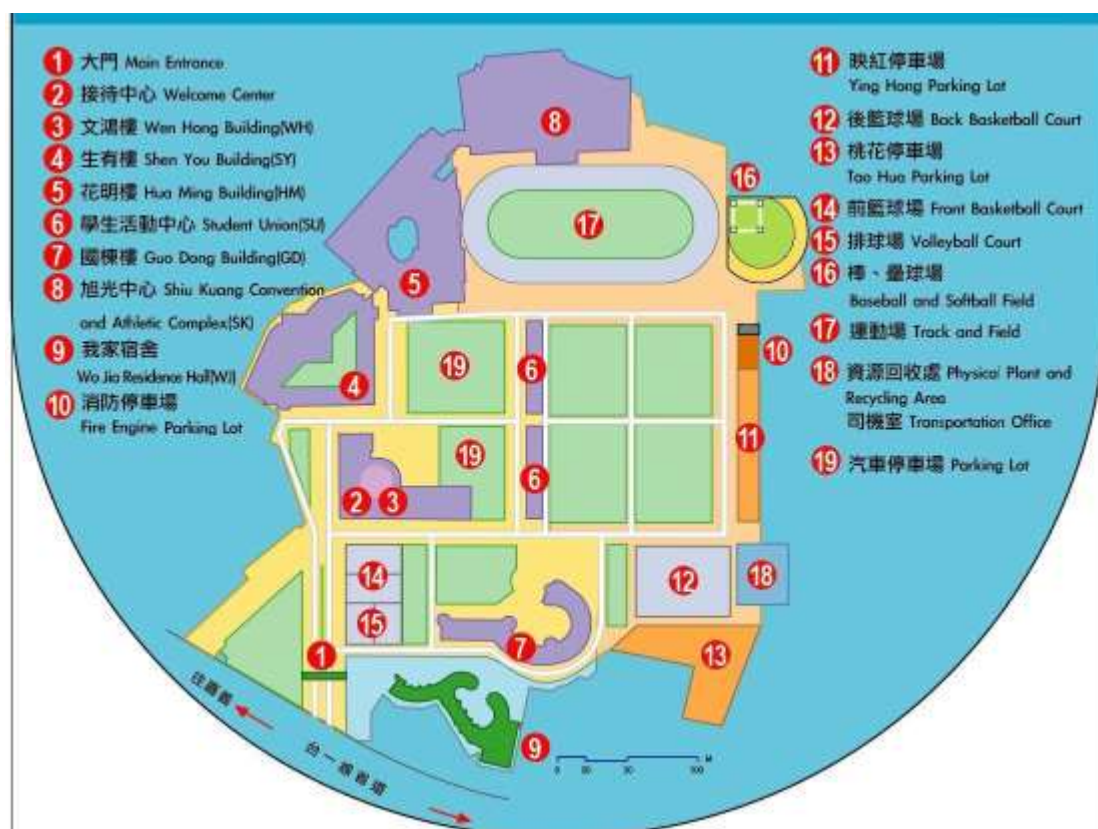 1 大門 Main Entrance
2 接待中心 Welcome Center
3 文鴻樓 Wen Hong Building(WH)
4 生有樓 Shen You Building(SY)
5 花明樓 Hua Ming Building(HM)
6 學生活動中心 Student Union(SU)
7 國棟樓 Guo Dong Building(GD)
8 旭光中心 Shiu Kuang Convention
and Athletic Complex(SK)
9 我家宿舍
Wo Jia Residence Hall(WJ)
10 消防停車場
Fire Engine Parking Lot
11 映紅停車場
Ying Hong Parking Lot
12 後籃球場 Back Basketball Court
13 桃花停車場
Tao Hua Parking Lot
14 前籃球場 Front Basketball Court
15 排球場 Volleyball Court
16 棒、壘球場
Baseball and Softball Field
17 運動場 Track and Field
18 資源回收處 Physical Plant and
Recycling Area
司機室 Transportation Office
19 汽車停車場 Parking Lot
8
16
17
5
10
19
6
4
11
19
6
2
3
14
12
18
15
7
1
13
9
往嘉義
台一線省道
0
100
M